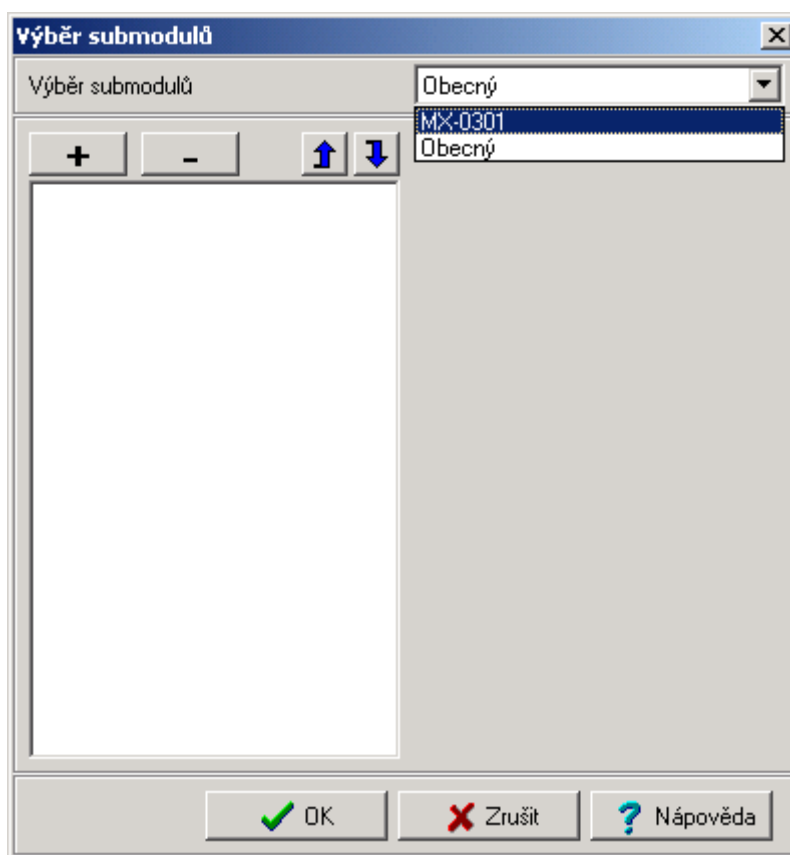 Výběr submodulů
Výběr submodulů Obecný
MX-0301
Obecný
+ -
OK Zrušit ? Nápověda